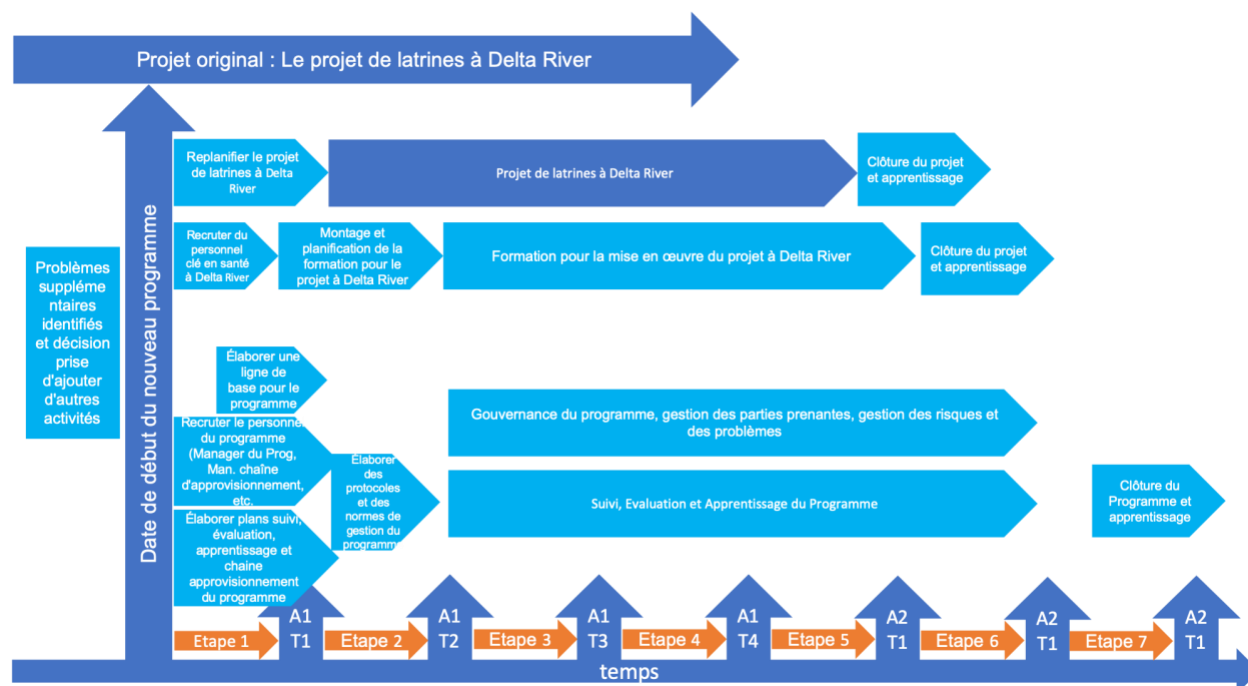 Projet original : Le projet de latrines à Delta River
Replanifier le projet
de latrines à Delta
River
Projet de latrines à Delta River
Clôture du projet
et apprentissage
Recruter du
personnel
clé en santé
à Delta River
Montage et
planification de la
formation pour le
projet à Delta River
Formation pour la mise en œuvre du projet à Delta River
Clôture du projet
et apprentissage
Problèmes
supplème
ntaires
identifiés
et décision
prise
d'ajouter
d'autres
activités
Date de début du nouveau programme
Élaborer une
ligne de
base pour le
programme
Gouvernance du programme, gestion des parties prenantes, gestion des risques et
des problèmes
Recruter le personnel
du programme
(Manager du Prog,
Man. chaîne
d'approvisionnement,
etc.
Élaborer
des
protocoles
et des
normes de
gestion du
programme
Suivi, Evaluation et Apprentissage du Programme
Clôture du
Programme et
apprentissage
Élaborer plans suivi,
évaluation,
apprentissage et
chaine
approvisionnement
du programme
Etape 1
A1
T1
Etape 2
A1
T2
Etape 3
A1
T3
Etape 4
A1
T4
Etape 5
A2
T1
Etape 6
A2
T1
Etape 7
A2
T1
temps